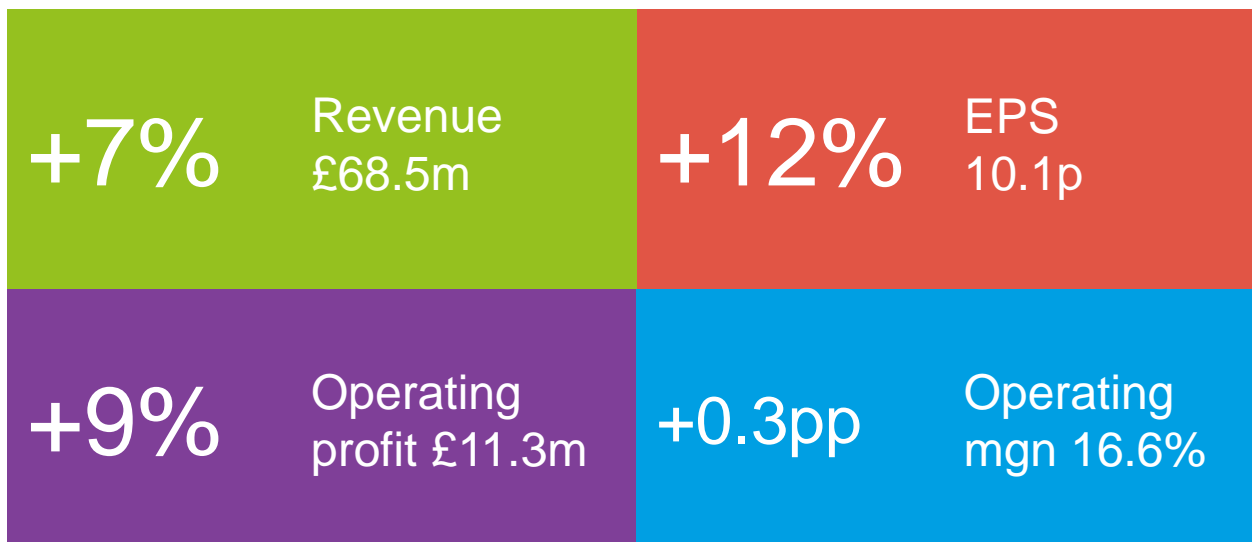 +7%
Revenue
£68.5m
+12%
EPS
10.1p
+9%
Operating
profit £11.3m
+0.3pp
Operating
mgn 16.6%